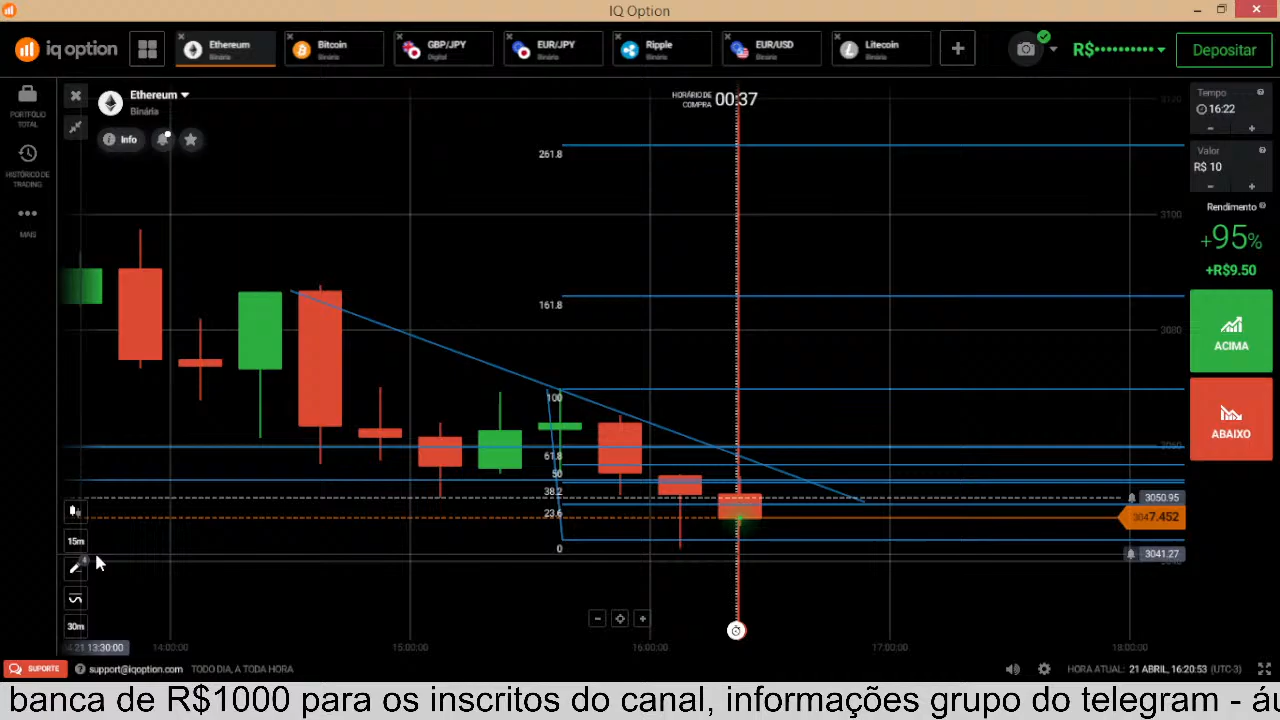 IQ Option
iq option
Ethereum
Binária
Bitcoin
Binária
GBP/JPY
Digital
EUR/JPY
Binária
Ripple
Binária
EUR/USD
Binária
Litecoin
Binária
R$••••••••••
Depositar
PORTFÓLIO
TOTAL
HISTÓRICO DE
TRADING
MAIS
Ethereum
Binária
Info
HORÁRIO DE
COMPRA
00:37
261.8
161.8
100
61.8
50
38.2
23.6
0
3100
3080
3060
3050.95
3047.452
3041.27
Tempo
16:22
Valor
R$ 10
Rendimento
+95%
+R$9.50
ACIMA
ABAIXO
15m
4
30m
21 13:30:00
14:00:00
15:00:00
16:00:00
17:00:00
18:00:00
SUPORTE
support@iqoption.com
TODO DIA, A TODA HORA
HORA ATUAL: 21 ABRIL, 16:20:53 (UTC-3)
banca de R$1000 para os inscritos do canal, informações grupo do telegram - áu